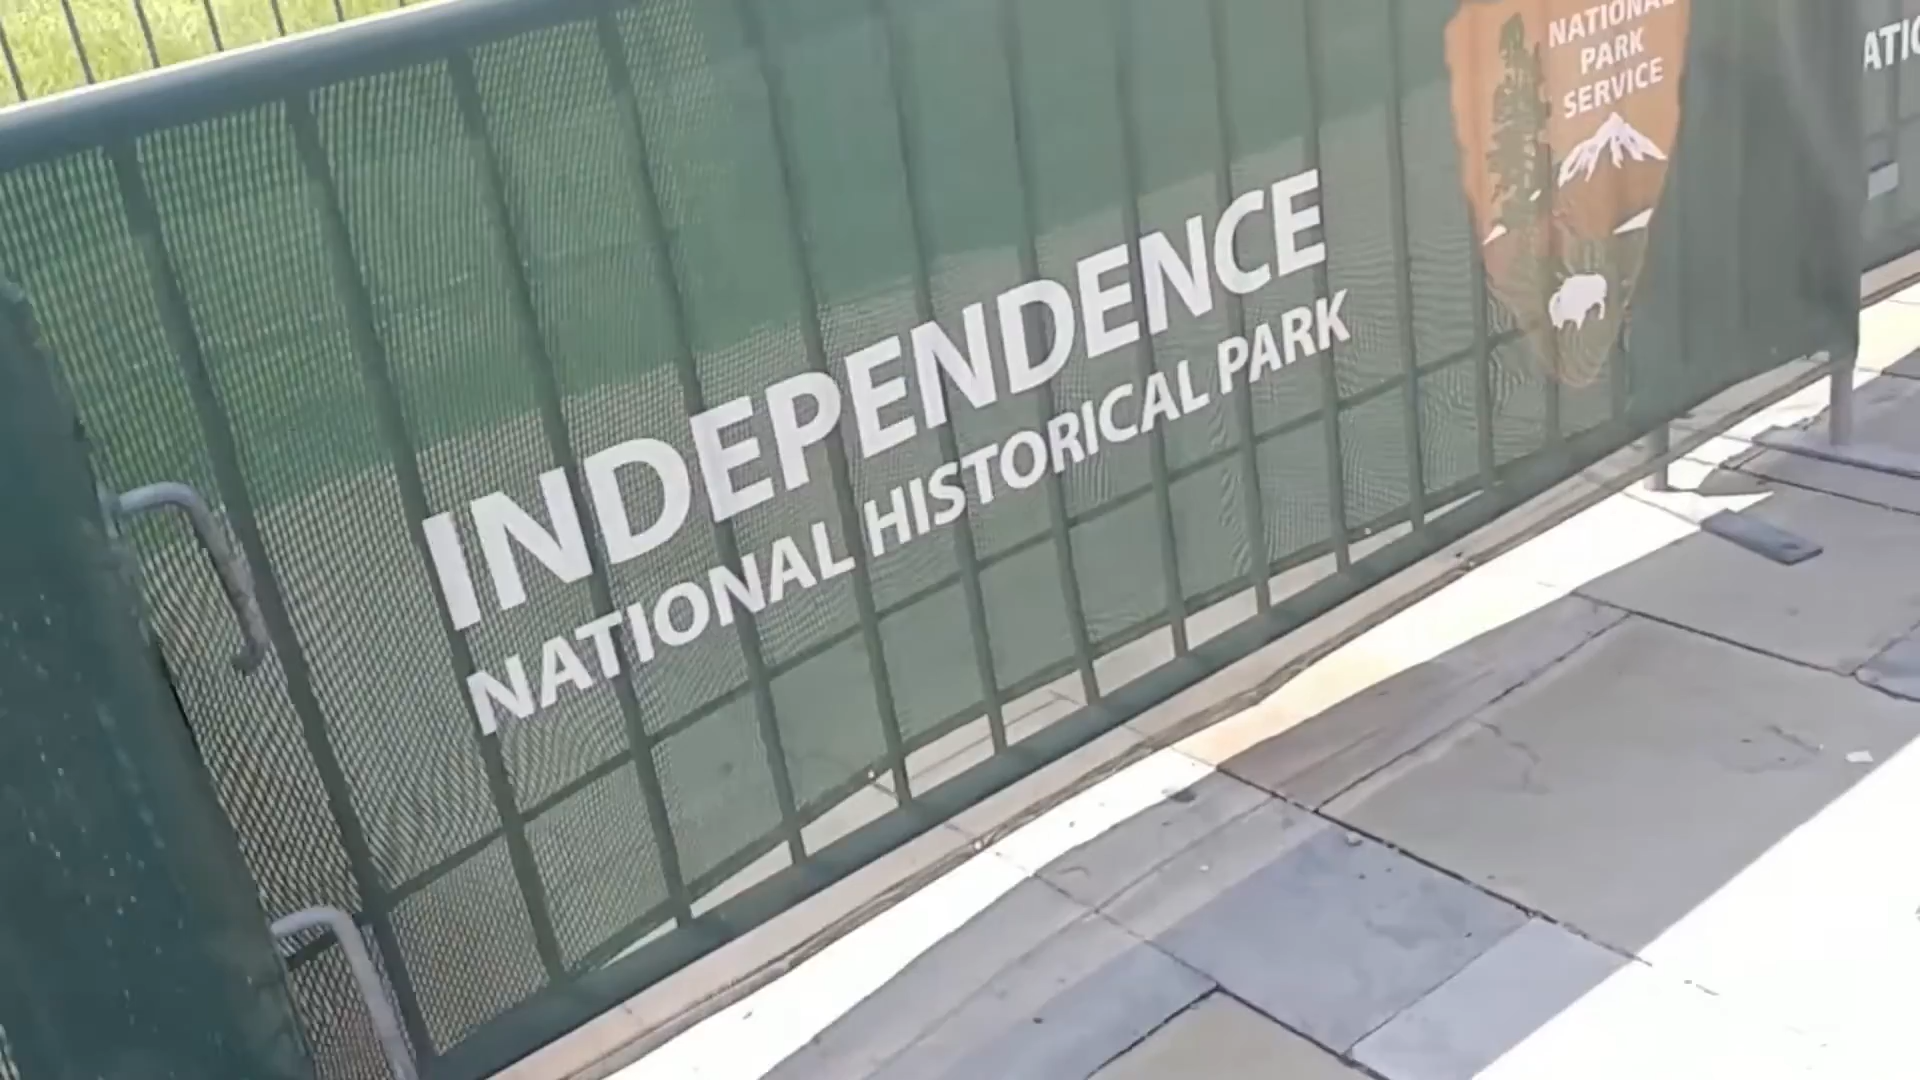 INDEPENDENCE
NATIONAL HISTORICAL PARK
NATIONAL
PARK
SERVICE